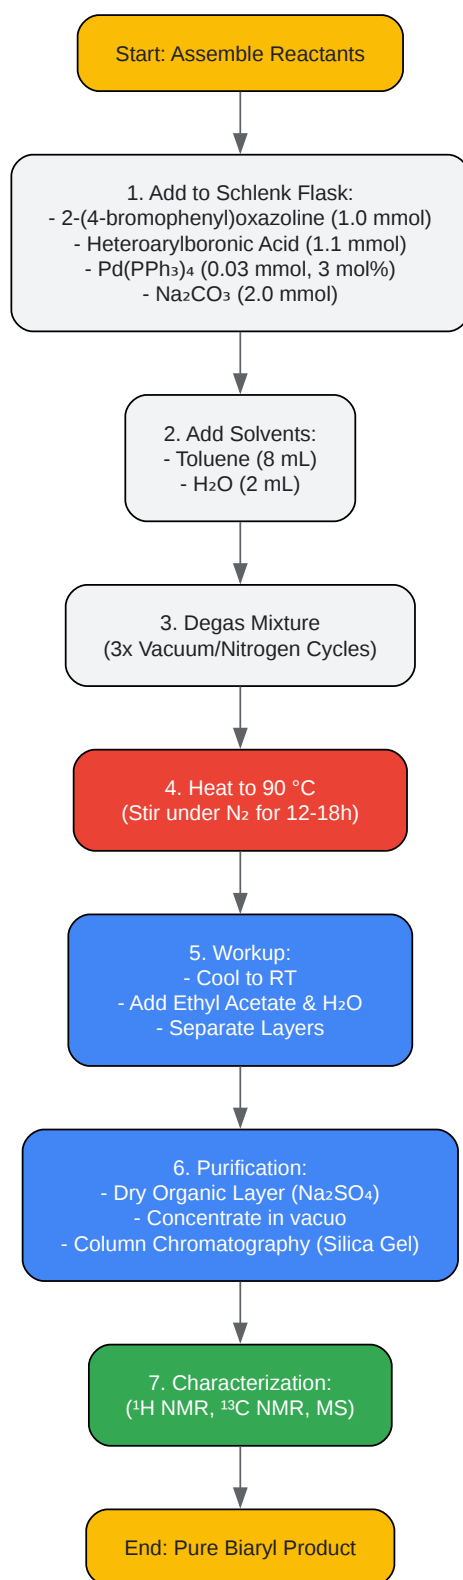 Start: Assemble Reactants
1. Add to Schlenk Flask:
- 2-(4-bromophenyl)oxazoline (1.0 mmol)
- Heteroarylboronic Acid (1.1 mmol)
- Pd(PPh₃)₄ (0.03 mmol, 3 mol%)
- Na₂CO₃ (2.0 mmol)
2. Add Solvents:
- Toluene (8 mL)
- H₂O (2 mL)
3. Degas Mixture
(3x Vacuum/Nitrogen Cycles)
4. Heat to 90 °C
(Stir under N₂ for 12-18h)
5. Workup:
- Cool to RT
- Add Ethyl Acetate & H₂O
- Separate Layers
6. Purification:
- Dry Organic Layer (Na₂SO₄)
- Concentrate in vacuo
- Column Chromatography (Silica Gel)
7. Characterization:
(¹H NMR, ¹³C NMR, MS)
End: Pure Biaryl Product